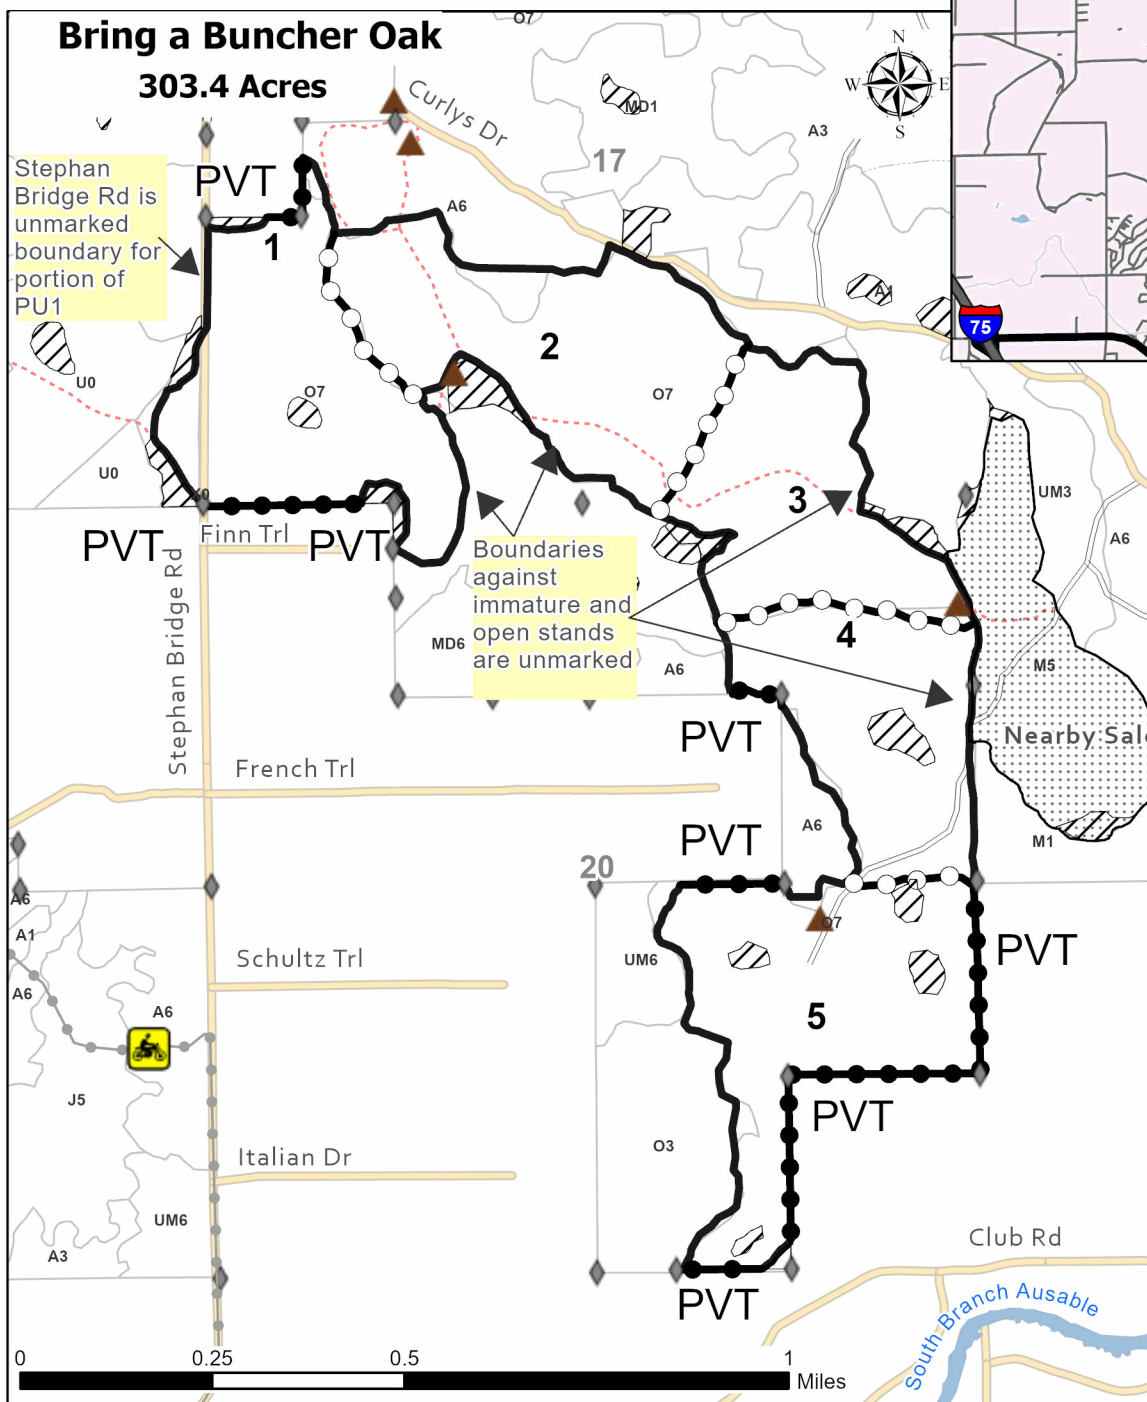 Bring a Buncher Oak
303.4 Acres
O7
N
W
E
S
MD1
Curlys Dr
A3
17
75
Stephan
Bridge Rd is
unmarked
boundary for
portion of
PU1
PVT
A6
1
2
U0
O7
O7
U0
3
UM3
A6
PVT
Finn Trl
PVT
Stephan Bridge Rd
Boundaries
against
immature and
open stands
are unmarked
MD6
A6
4
M5
PVT
Nearby Sale
French Trl
PVT
A6
M1
20
A6
A1
A6
O7
UM6
PVT
Schultz Trl
A6
5
J5
PVT
O3
Italian Dr
UM6
A3
Club Rd
PVT
South Branch Ausable
0
0.25
0.5
1
Miles